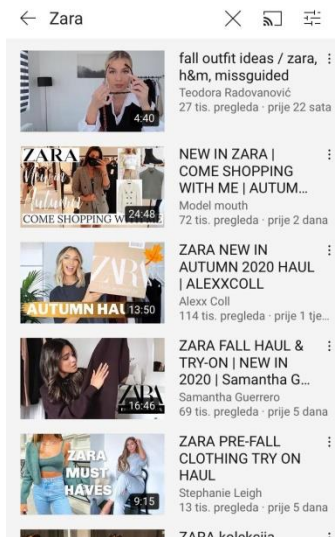 Zara
fall outfit ideas / zara,
h&m, missguided
Teodora Radovanović
27 tis. pregleda · prije 22 sata
4:40
ZARA
Autumn
COME SHOPPING WITH ME
24:48
NEW IN ZARA |
COME SHOPPING
WITH ME | AUTUM...
Model mouth
72 tis. pregleda · prije 2 dana
ZARA
AUTUMN HAUL
13:50
ZARA NEW IN
AUTUMN 2020 HAUL
| ALEXXCOLL
Alexx Coll
114 tis. pregleda · prije 1 tje...
ZARA
16:46
ZARA FALL HAUL &
TRY-ON | NEW IN
2020 | Samantha G...
Samantha Guerrero
69 tis. pregleda · prije 5 dana
ZARA
MUST
HAVES
9:15
ZARA PRE-FALL
CLOTHING TRY ON
HAUL
Stephanie Leigh
13 tis. pregleda · prije 5 dana
ZARA kolekcija